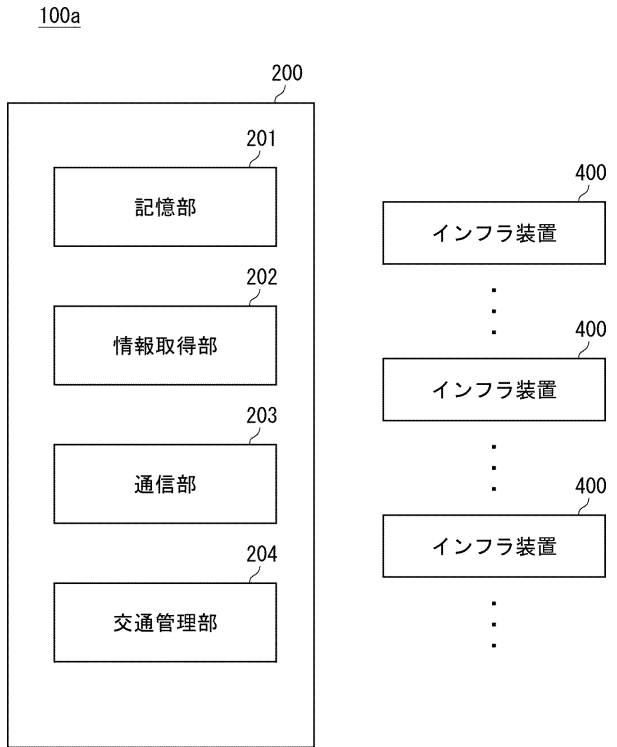 100a
200
201
記憶部
202
情報取得部
203
通信部
204
交通管理部
400
インフラ装置
400
インフラ装置
400
インフラ装置